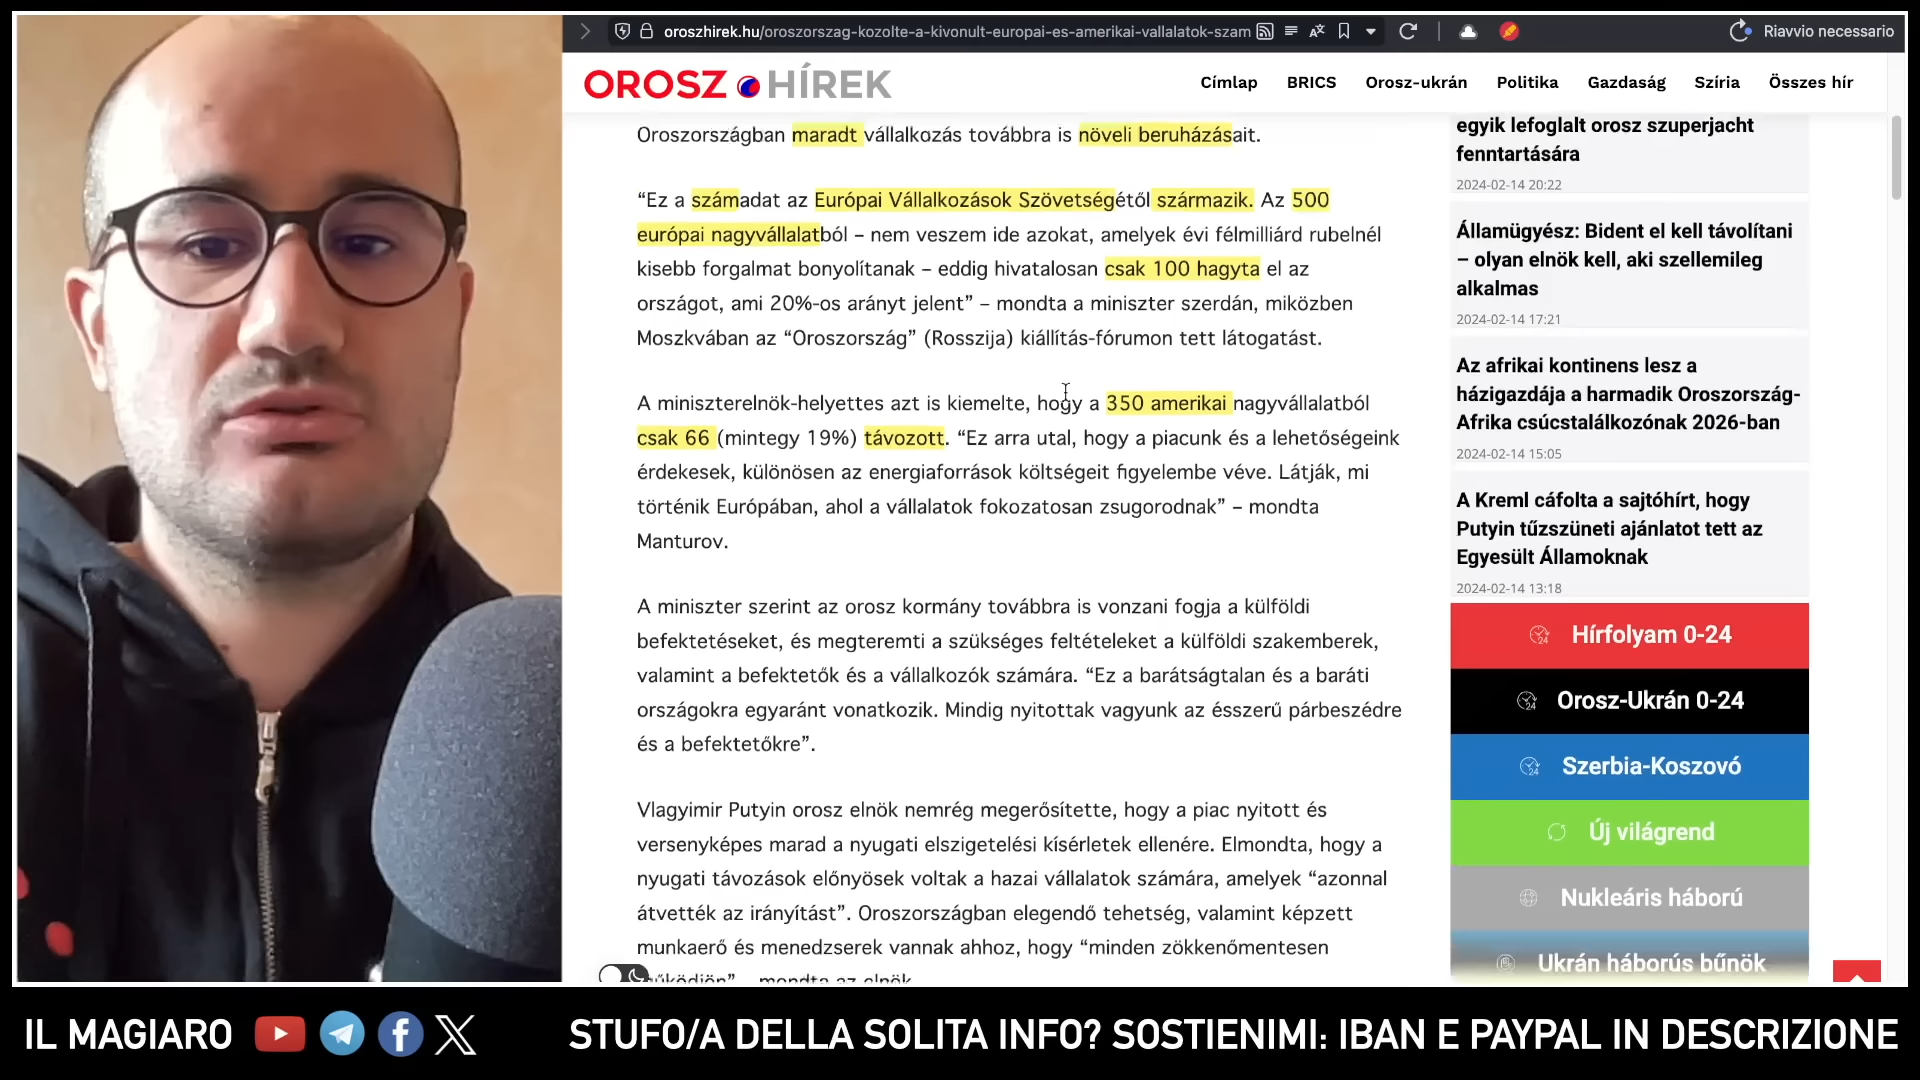 oroszhirek.hu/oroszorszag-kozolte-a-kivonult-europai-es-amerikai-vallalatok-szam
Riavvio necessario
OROSZ HÍREK
Címlap BRICS Orosz-ukrán Politika Gazdaság Szíria Összes hír
Oroszországban maradt vállalkozás továbbra is növeli beruházásait.
“Ez a számadat az Európai Vállalkozások Szövetségétől származik. Az 500
európai nagyvállalatból – nem veszem ide azokat, amelyek évi félmilliárd rubelnél
kisebb forgalmat bonyolítanak – eddig hivatalosan csak 100 hagyta el az
országot, ami 20%-os arányt jelent” – mondta a miniszter szerdán, miközben
Moszkvában az “Oroszország” (Rosszija) kiállítás-fórumon tett látogatást.
A miniszterelnök-helyettes azt is kiemelte, hogy a 350 amerikai nagyvállalatból
csak 66 (mintegy 19%) távozott. “Ez arra utal, hogy a piacunk és a lehetőségeink
érdekesek, különösen az energiaforrások költségeit figyelembe véve. Látják, mi
történik Európában, ahol a vállalatok fokozatosan zsugorodnak” – mondta
Manturov.
A miniszter szerint az orosz kormány továbbra is vonzani fogja a külföldi
befektetéseket, és megteremti a szükséges feltételeket a külföldi szakemberek,
valamint a befektetők és a vállalkozók számára. “Ez a barátságtalan és a baráti
országokra egyaránt vonatkozik. Mindig nyitottak vagyunk az ésszerű párbeszédre
és a befektetőkre”.
Vlagyimir Putyin orosz elnök nemrég megerősítette, hogy a piac nyitott és
versenyképes marad a nyugati elszigetelési kísérletek ellenére. Elmondta, hogy a
nyugati távozások előnyösek voltak a hazai vállalatok számára, amelyek “azonnal
átvették az irányítást”. Oroszországban elegendő tehetség, valamint képzett
munkaerő és menedzserek vannak ahhoz, hogy “minden zökkenőmentesen
működjön” – mondta az elnök.
egyik lefoglalt orosz szuperjacht
fenntartására
2024-02-14 20:22
Államügyész: Bident el kell távolítani
– olyan elnök kell, aki szellemileg
alkalmas
2024-02-14 17:21
Az afrikai kontinens lesz a
házigazdája a harmadik Oroszország-
Afrika csúcstalálkozónak 2026-ban
2024-02-14 15:05
A Kreml cáfolta a sajtóhírt, hogy
Putyin tűzszüneti ajánlatot tett az
Egyesült Államoknak
2024-02-14 13:18
Hírfolyam 0-24
Orosz-Ukrán 0-24
Szerbia-Koszovó
Új világrend
Nukleáris háború
Ukrán háborús bűnök
IL MAGIARO
STUFO/A DELLA SOLITA INFO? SOSTIENIMI: IBAN E PAYPAL IN DESCRIZIONE